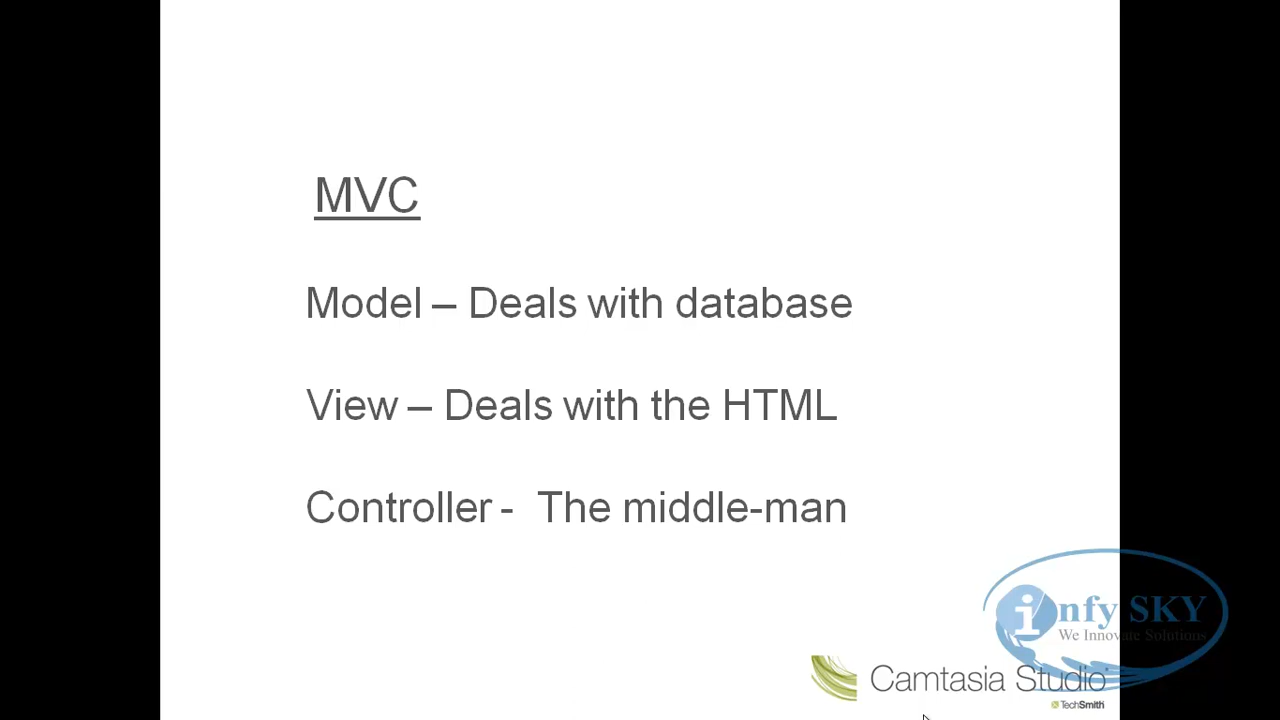 MVC
Model – Deals with database
View – Deals with the HTML
Controller -  The middle-man
infy SKY
We Innovate Solutions
Camtasia Studio
TechSmith